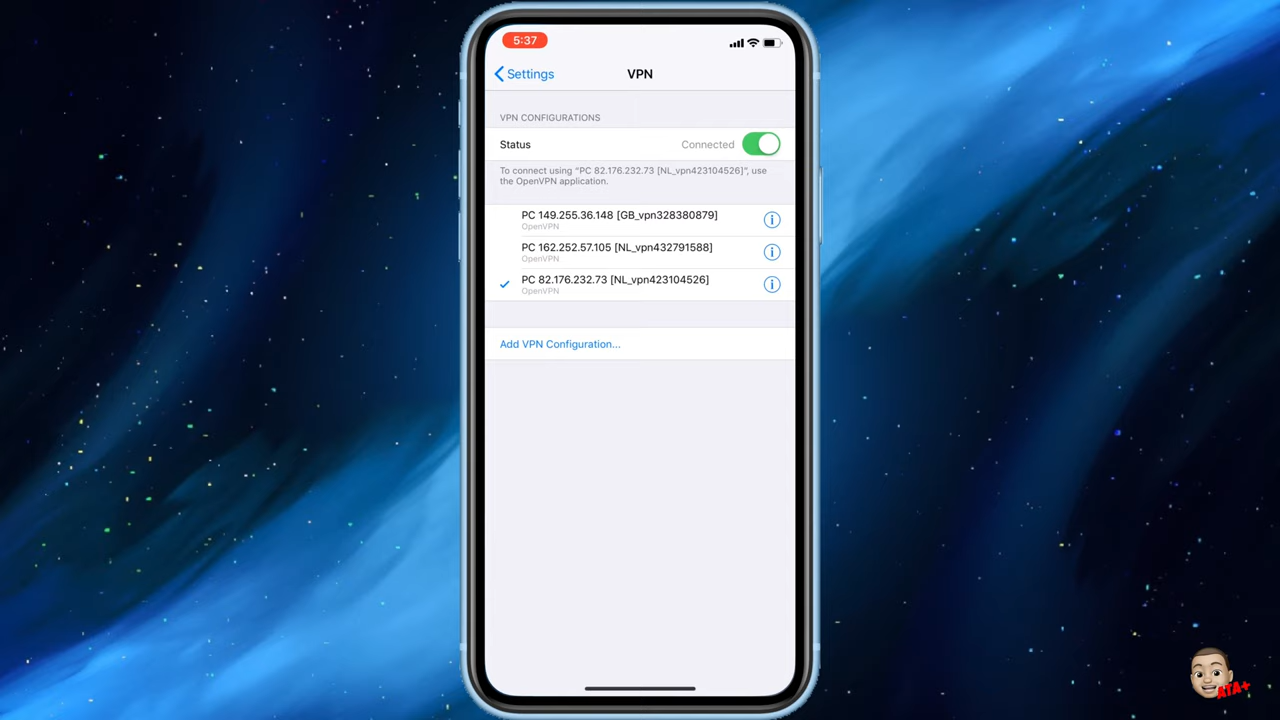 5:37
Settings
VPN
VPN CONFIGURATIONS
Status
Connected
To connect using “PC 82.176.232.73 [NL_vpn423104526]”, use
the OpenVPN application.
PC 149.255.36.148 [GB_vpn328380879]
OpenVPN
PC 162.252.57.105 [NL_vpn432791588]
OpenVPN
PC 82.176.232.73 [NL_vpn423104526]
OpenVPN
Add VPN Configuration...
ATA+